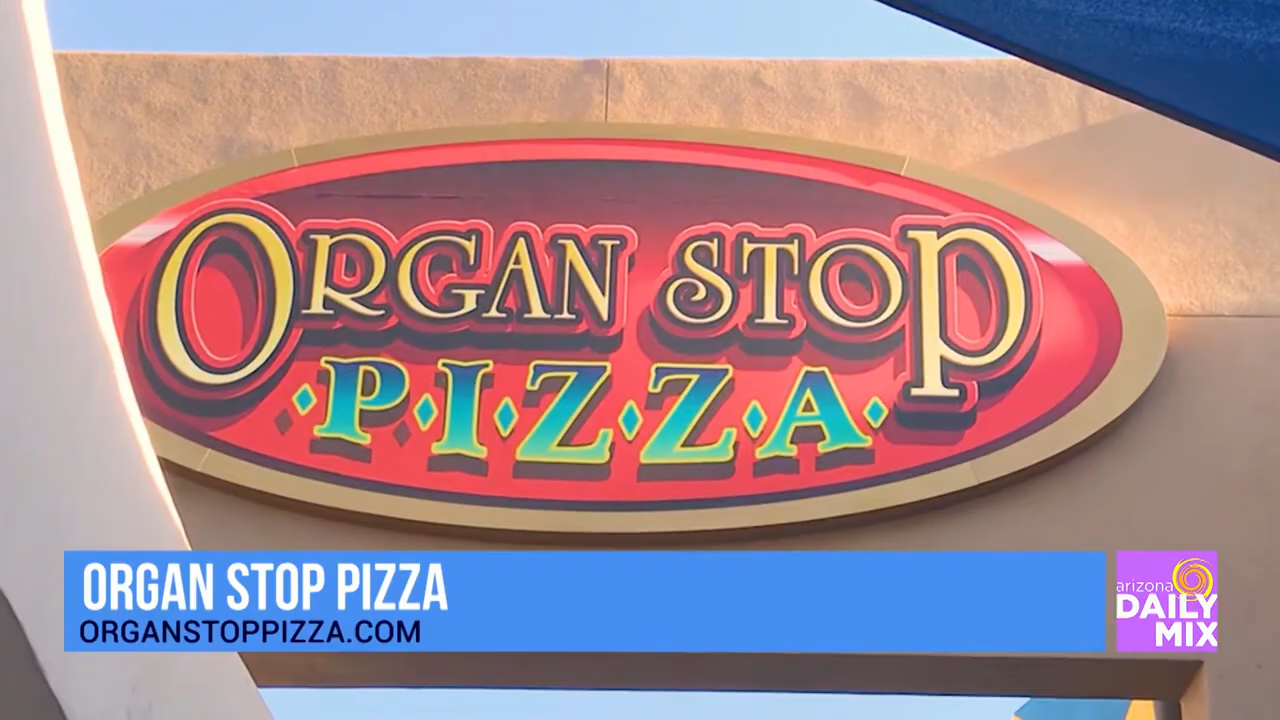 ORGAN STOP
P·I·Z·Z·A
ORGAN STOP PIZZA
ORGANSTOPPIZZA.COM
arizona
DAILY
MIX